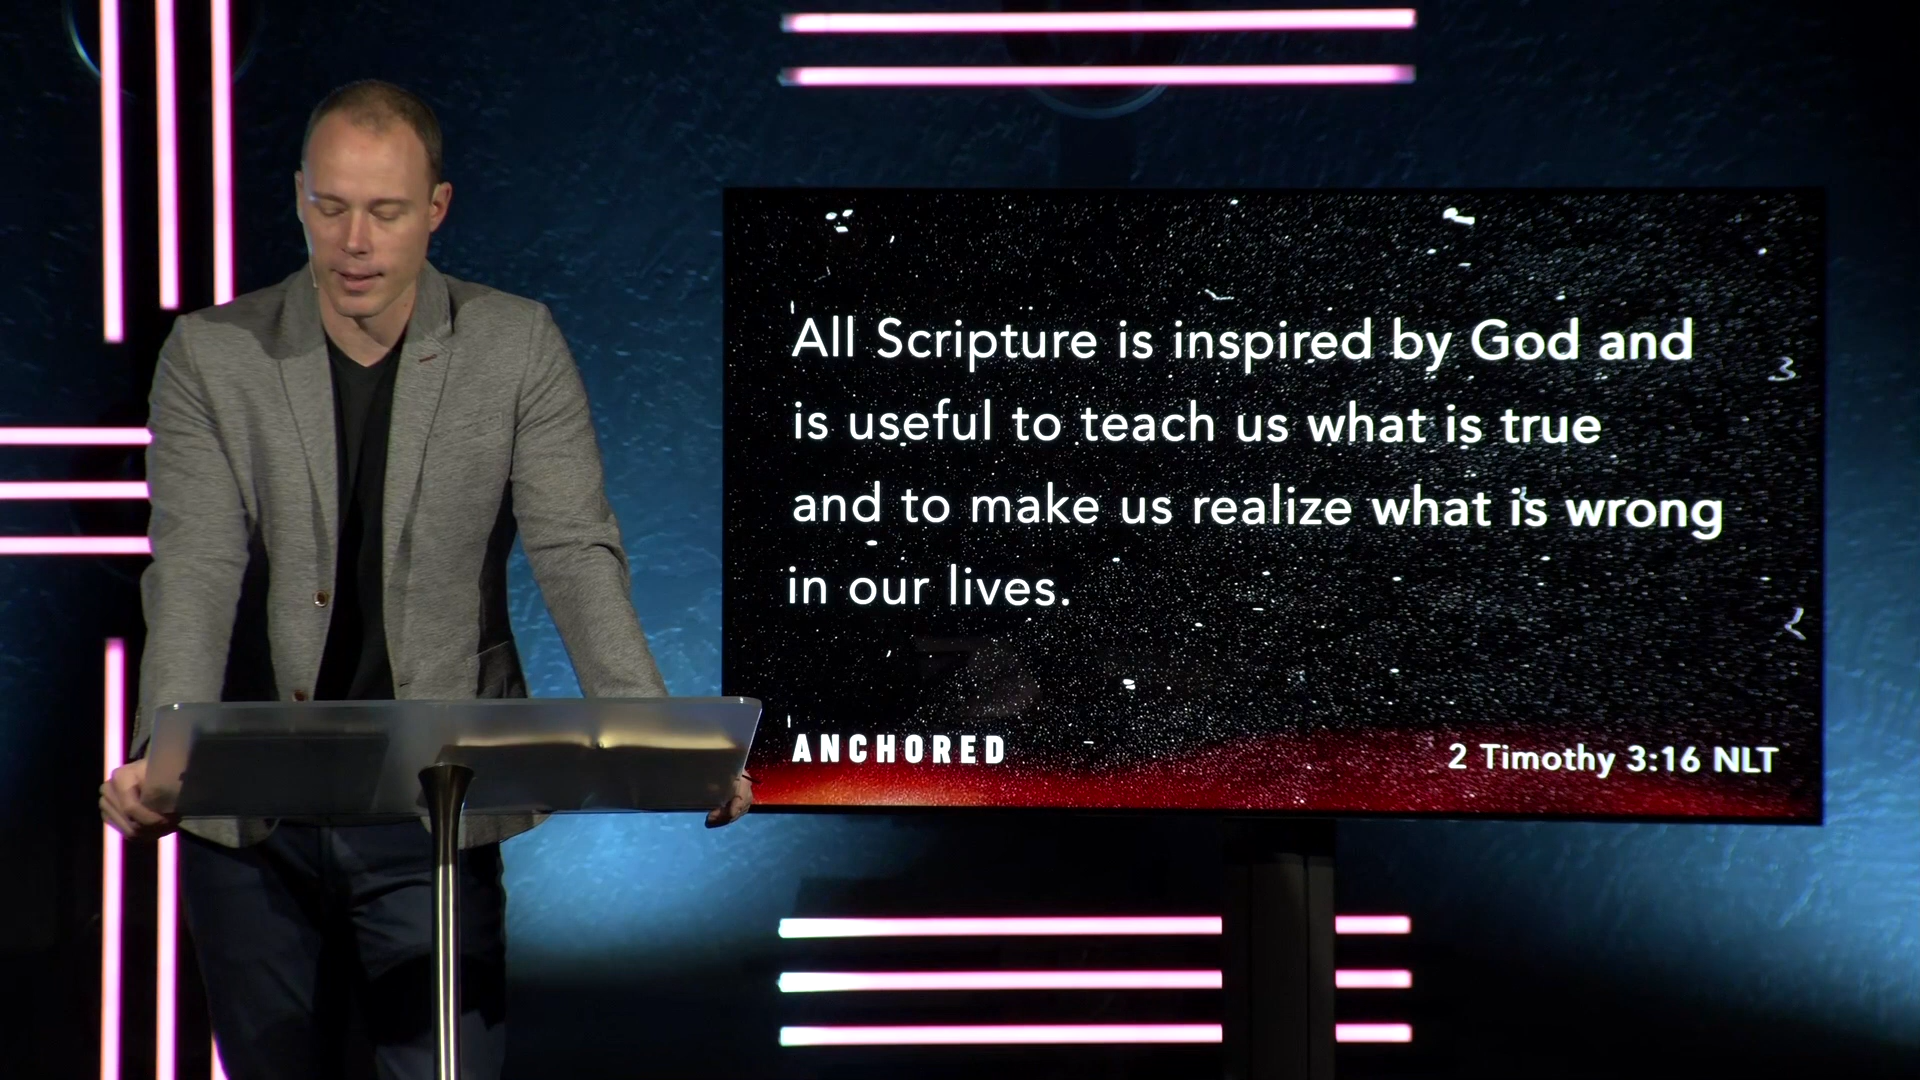 All Scripture is inspired by God and
is useful to teach us what is true
and to make us realize what is wrong
in our lives.
ANCHORED
2 Timothy 3:16 NLT